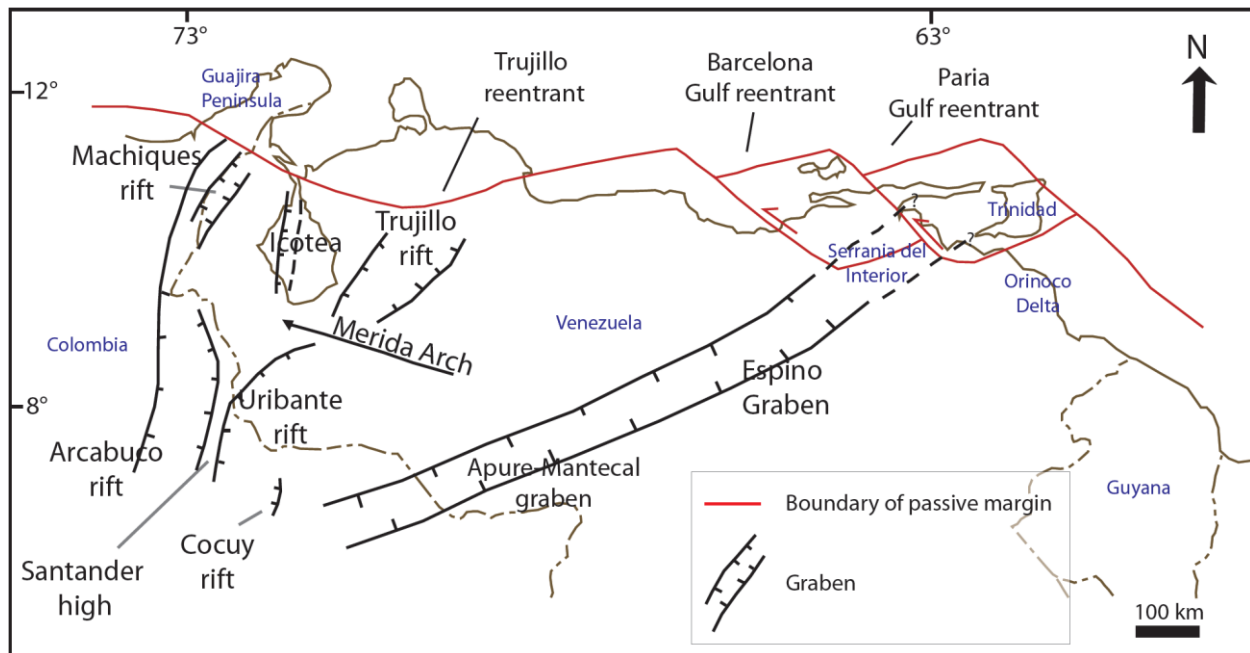 73°
63°
N
12°
8°
Guajira
Peninsula
Trujillo
reentrant
Barcelona
Gulf reentrant
Paria
Gulf reentrant
Machiques
rift
Icotea
Trujillo
rift
?
?
Trinidad
Serrania del
Interior
Orinoco
Delta
Colombia
Merida Arch
Venezuela
Uribante
rift
Espino
Graben
Arcabuco
rift
Apure-Mantecal
graben
Guyana
Cocuy
rift
Santander
high
Boundary of passive margin
Graben
100 km